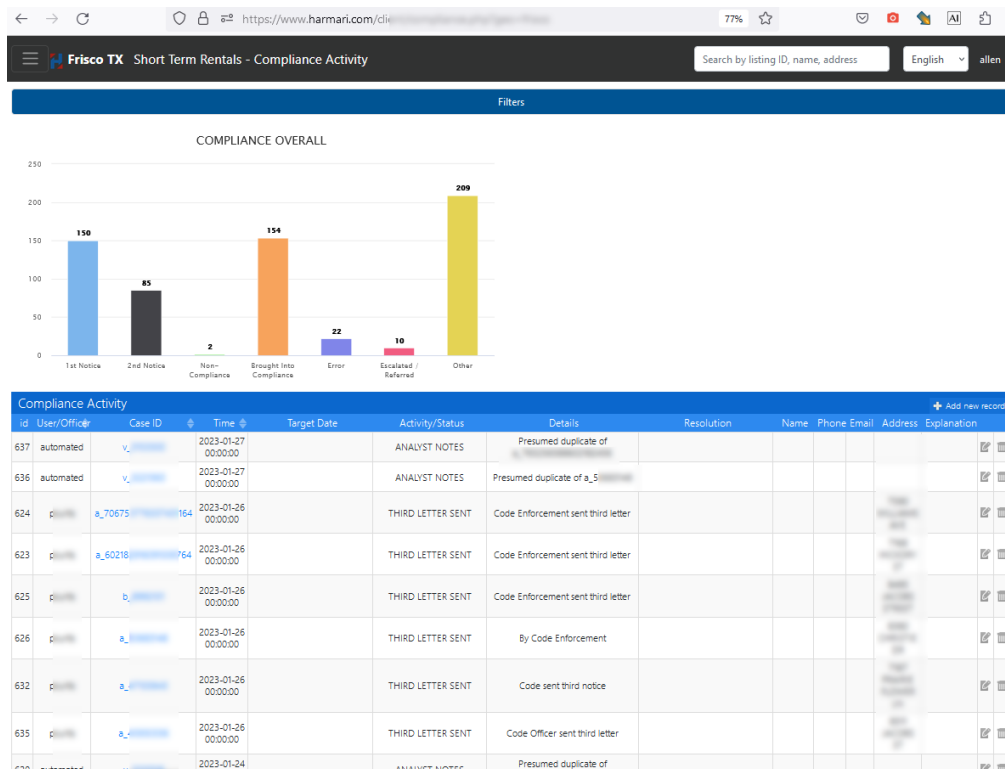 https://www.harmari.com/clie
77%
AI
Frisco TX Short Term Rentals - Compliance Activity
Search by listing ID, name, address
English
allen
Filters
COMPLIANCE OVERALL
250
200
150
100
50
0
150
85
2
154
22
10
209
1st Notice
2nd Notice
Non-
Compliance
Brought Into
Compliance
Error
Escalated /
Referred
Other
Compliance Activity
Add new record
id User/Officer Case ID Time Target Date Activity/Status Details Resolution Name Phone Email Address Explanation
637 automated v_ 2023-01-27 00:00:00 ANALYST NOTES Presumed duplicate of
636 automated v_ 2023-01-27 00:00:00 ANALYST NOTES Presumed duplicate of a_5
624 p a_70675 164 2023-01-26 00:00:00 THIRD LETTER SENT Code Enforcement sent third letter
623 p a_60218 764 2023-01-26 00:00:00 THIRD LETTER SENT Code Enforcement sent third letter
625 p b_ 2023-01-26 00:00:00 THIRD LETTER SENT Code Enforcement sent third letter
626 p a_ 2023-01-26 00:00:00 THIRD LETTER SENT By Code Enforcement
632 p a_ 2023-01-26 00:00:00 THIRD LETTER SENT Code sent third notice
635 p a_4 2023-01-26 00:00:00 THIRD LETTER SENT Code Officer sent third letter
automated 2023-01-24 ANALYST NOTES Presumed duplicate of